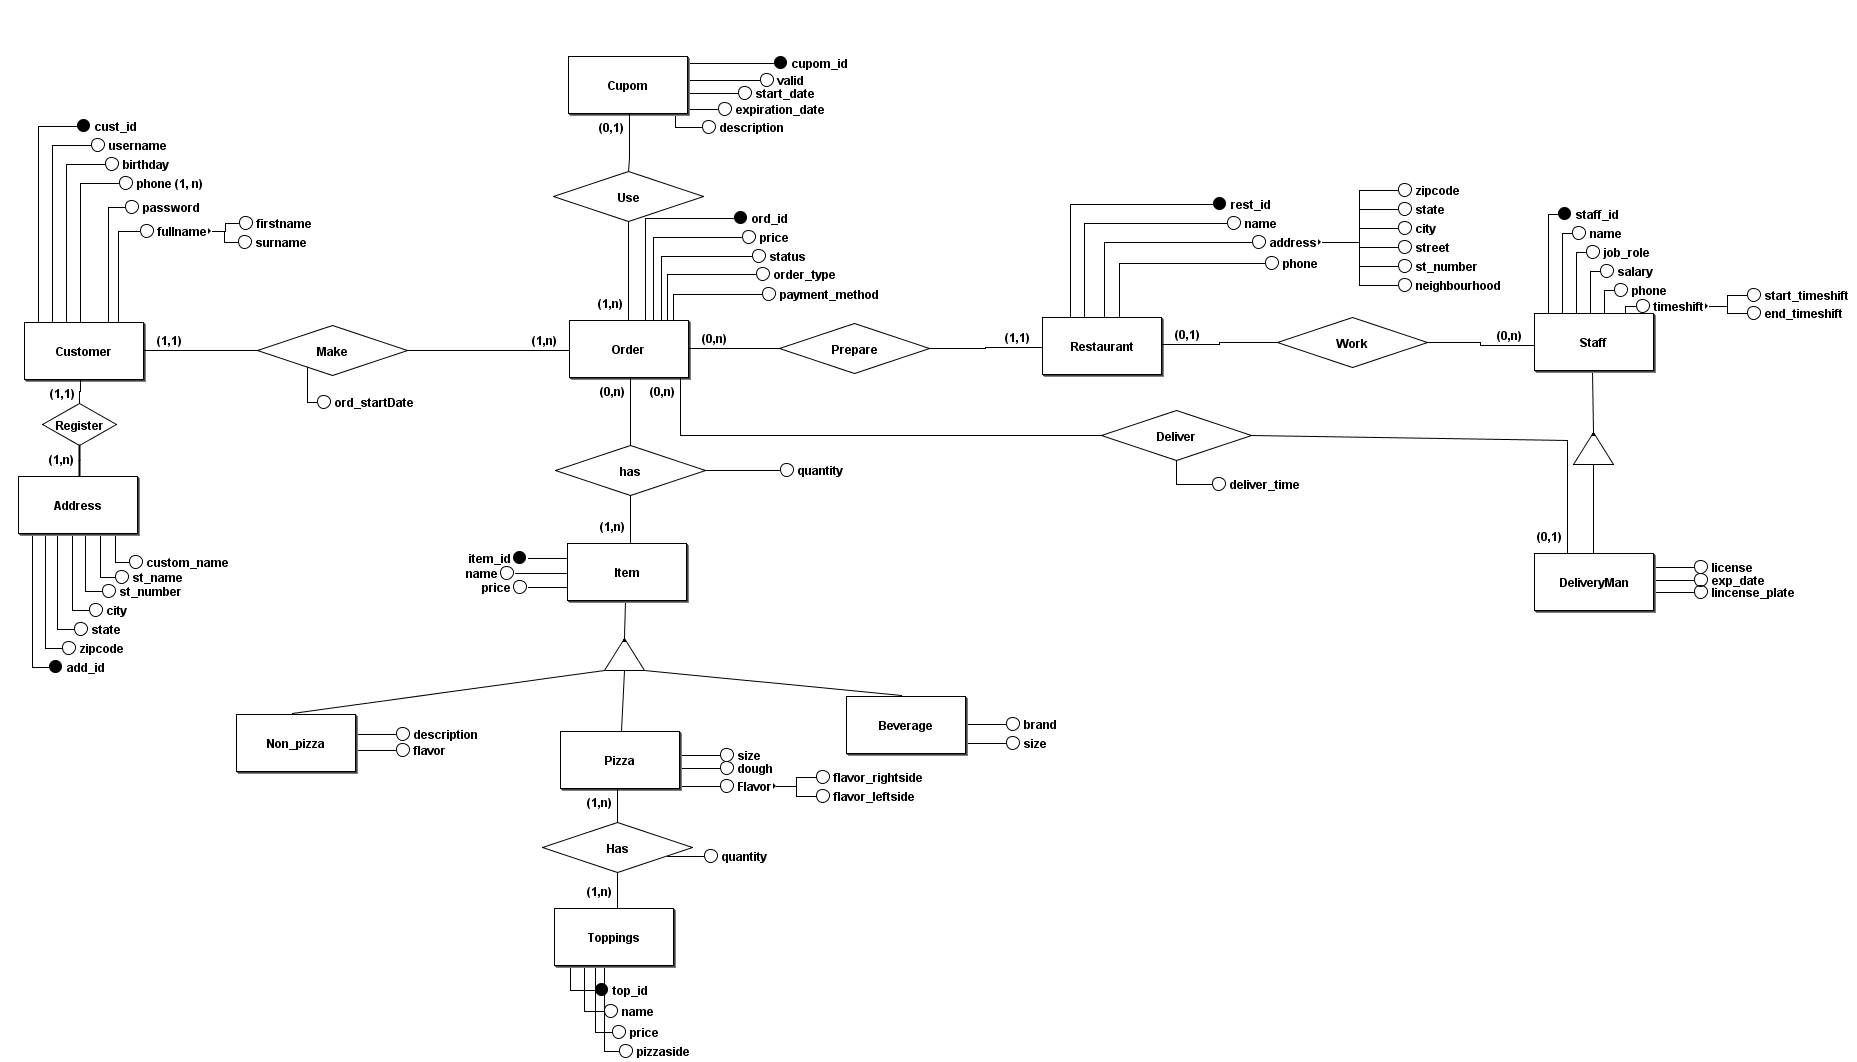 Cupom
cupom_id
valid
start_date
expiration_date
description
(0,1)
Use
(1,n)
cust_id
username
birthday
phone (1, n)
password
fullname
firstname
surname
Customer
(1,1)
Make
ord_startDate
(1,n)
ord_id
price
status
order_type
payment_method
Order
(0,n)
Prepare
(1,1)
rest_id
name
address
phone
zipcode
state
city
street
st_number
neighbourhood
Restaurant
(0,1)
Work
(0,n)
staff_id
name
job_role
salary
phone
timeshift
start_timeshift
end_timeshift
Staff
(1,1)
Register
(1,n)
Address
custom_name
st_name
st_number
city
state
zipcode
add_id
(0,n)
(0,n)
has
quantity
(1,n)
Deliver
deliver_time
(0,1)
DeliveryMan
license
exp_date
lincense_plate
item_id
name
price
Item
Non_pizza
description
flavor
Pizza
size
dough
Flavor
flavor_rightside
flavor_leftside
Beverage
brand
size
(1,n)
Has
quantity
(1,n)
Toppings
top_id
name
price
pizzaside